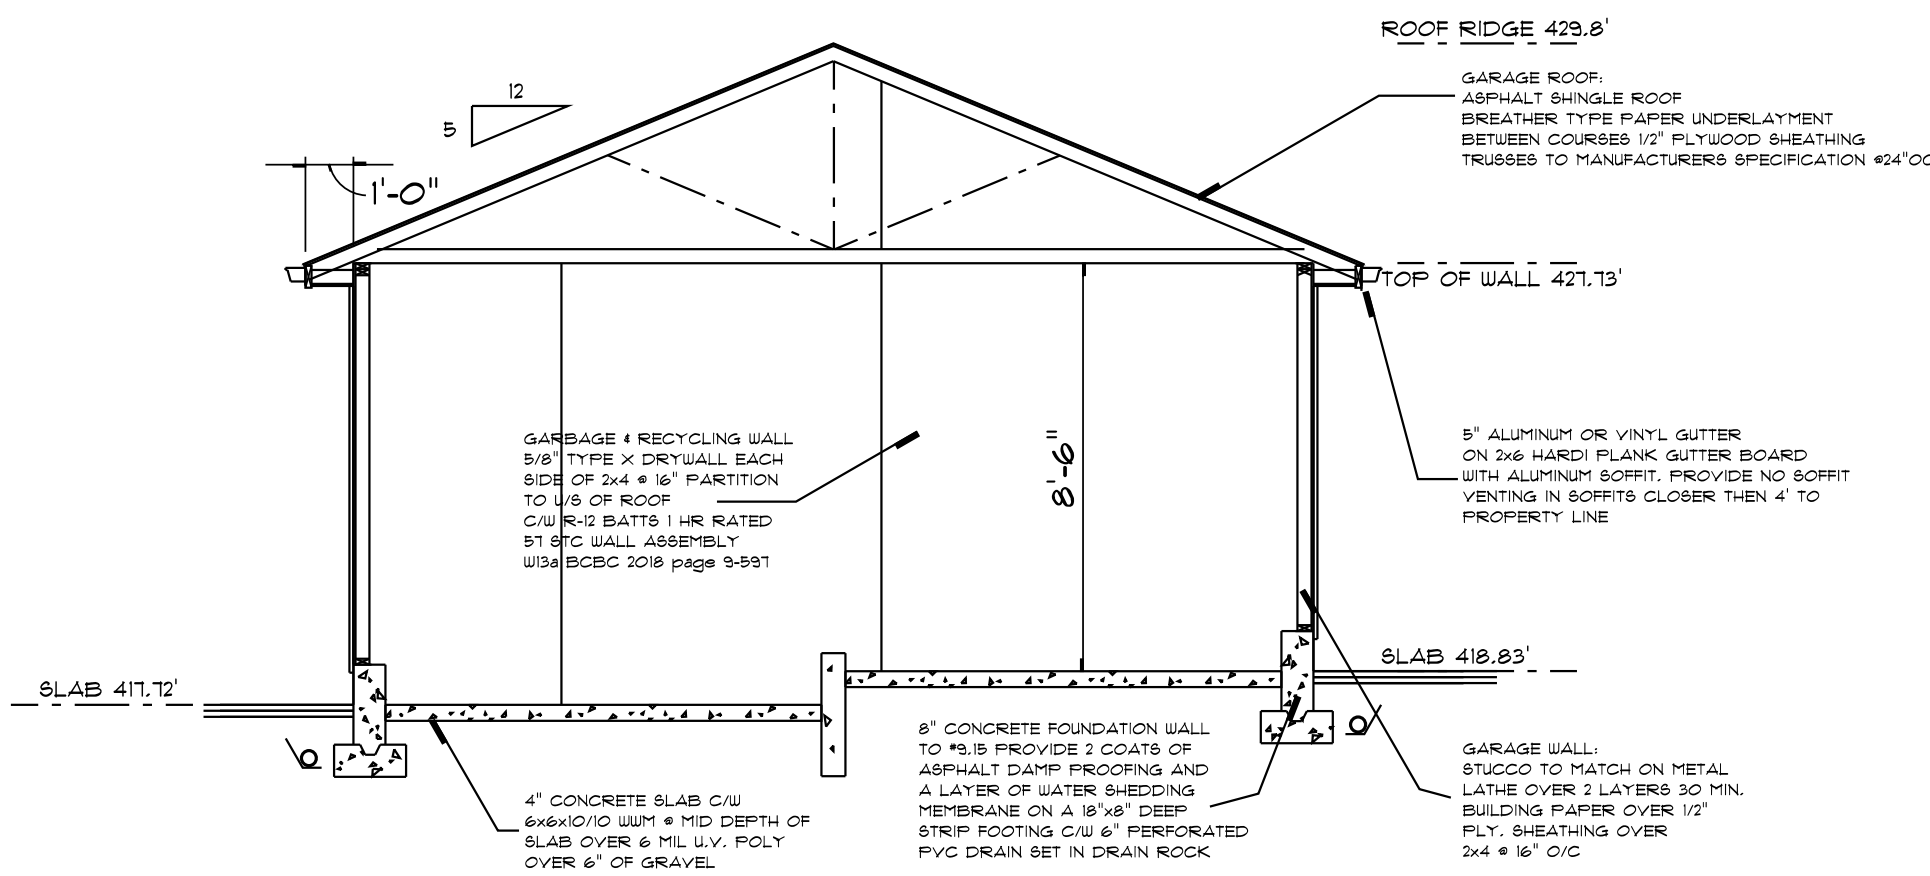 ROOF RIDGE 429.8'
GARAGE ROOF:
ASPHALT SHINGLE ROOF
BREATHER TYPE PAPER UNDERLAYMENT
BETWEEN COURSES 1/2" PLYWOOD SHEATHING
TRUSSES TO MANUFACTURERS SPECIFICATION @24"OC
12
5
1'-0"
TOP OF WALL 427.73'
GARBAGE & RECYCLING WALL
5/8" TYPE X DRYWALL EACH
SIDE OF 2x4 @ 16" PARTITION
TO U/S OF ROOF
C/W R-12 BATTS 1 HR RATED
57 STC WALL ASSEMBLY
W13a BCBC 2018 page 9-597
8'-6"
5" ALUMINUM OR VINYL GUTTER
ON 2x6 HARDI PLANK GUTTER BOARD
WITH ALUMINUM SOFFIT. PROVIDE NO SOFFIT
VENTING IN SOFFITS CLOSER THEN 4' TO
PROPERTY LINE
SLAB 417.72'
SLAB 418.83'
4" CONCRETE SLAB C/W
6x6x10/10 WWM @ MID DEPTH OF
SLAB OVER 6 MIL U.V. POLY
OVER 6" OF GRAVEL
8" CONCRETE FOUNDATION WALL
TO #9.15 PROVIDE 2 COATS OF
ASPHALT DAMP PROOFING AND
A LAYER OF WATER SHEDDING
MEMBRANE ON A 18"x8" DEEP
STRIP FOOTING C/W 6" PERFORATED
PVC DRAIN SET IN DRAIN ROCK
GARAGE WALL:
STUCCO TO MATCH ON METAL
LATHE OVER 2 LAYERS 30 MIN.
BUILDING PAPER OVER 1/2"
PLY. SHEATHING OVER
2x4 @ 16" O/C